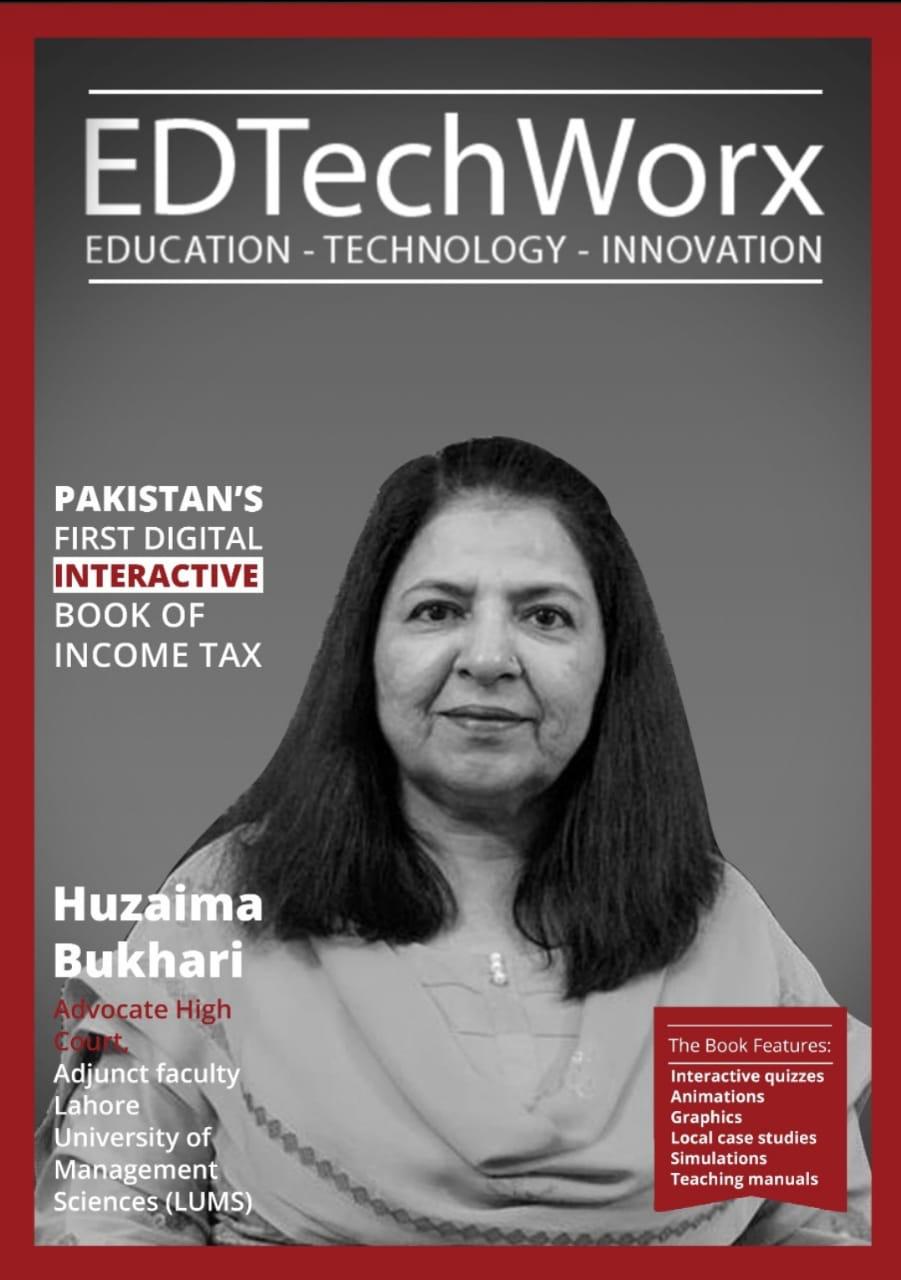 EDTechWorx
EDUCATION - TECHNOLOGY - INNOVATION
PAKISTAN'S
FIRST DIGITAL
INTERACTIVE
BOOK OF
INCOME TAX
Huzaima
Bukhari
Advocate High
Court,
Adjunct faculty
Lahore
University of
Management
Sciences (LUMS)
The Book Features:
Interactive quizzes
Animations
Graphics
Local case studies
Simulations
Teaching manuals